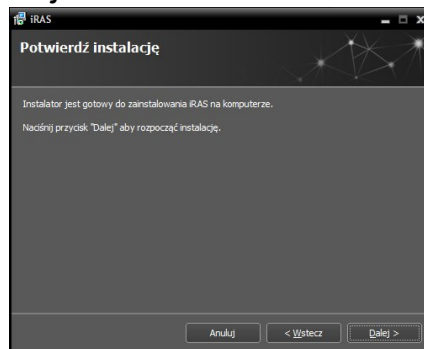 iRAS
Potwierdź instalację
Instalator jest gotowy do zainstalowania iRAS na komputerze.
Naciśnij przycisk "Dalej" aby rozpocząć instalację.
Anuluj
< Wstecz
Dalej >